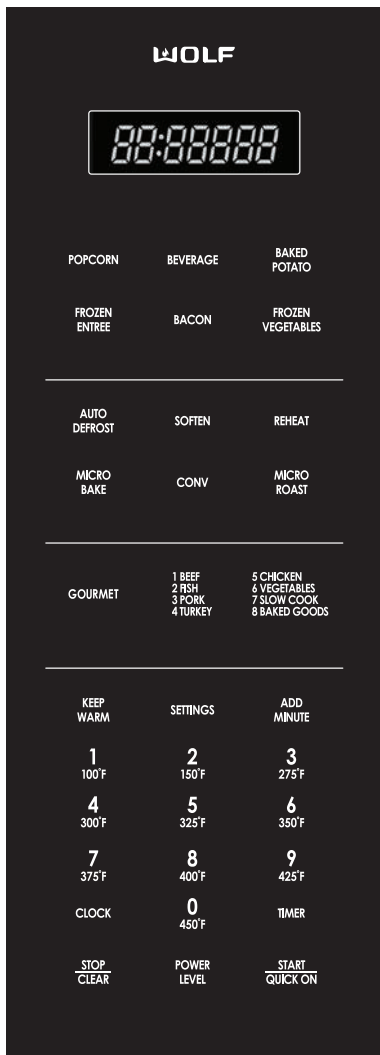 WOLF
88:88888
POPCORN BEVERAGE BAKED POTATO
FROZEN ENTREE BACON FROZEN VEGETABLES
AUTO DEFROST SOFTEN REHEAT
MICRO BAKE CONV MICRO ROAST
GOURMET
1 BEEF
2 FISH
3 PORK
4 TURKEY
5 CHICKEN
6 VEGETABLES
7 SLOW COOK
8 BAKED GOODS
KEEP WARM SETTINGS ADD MINUTE
1 2 3
100°F 150°F 275°F
4 5 6
300°F 325°F 350°F
7 8 9
375°F 400°F 425°F
CLOCK 0 TIMER
450°F
STOP POWER START
CLEAR LEVEL QUICK ON